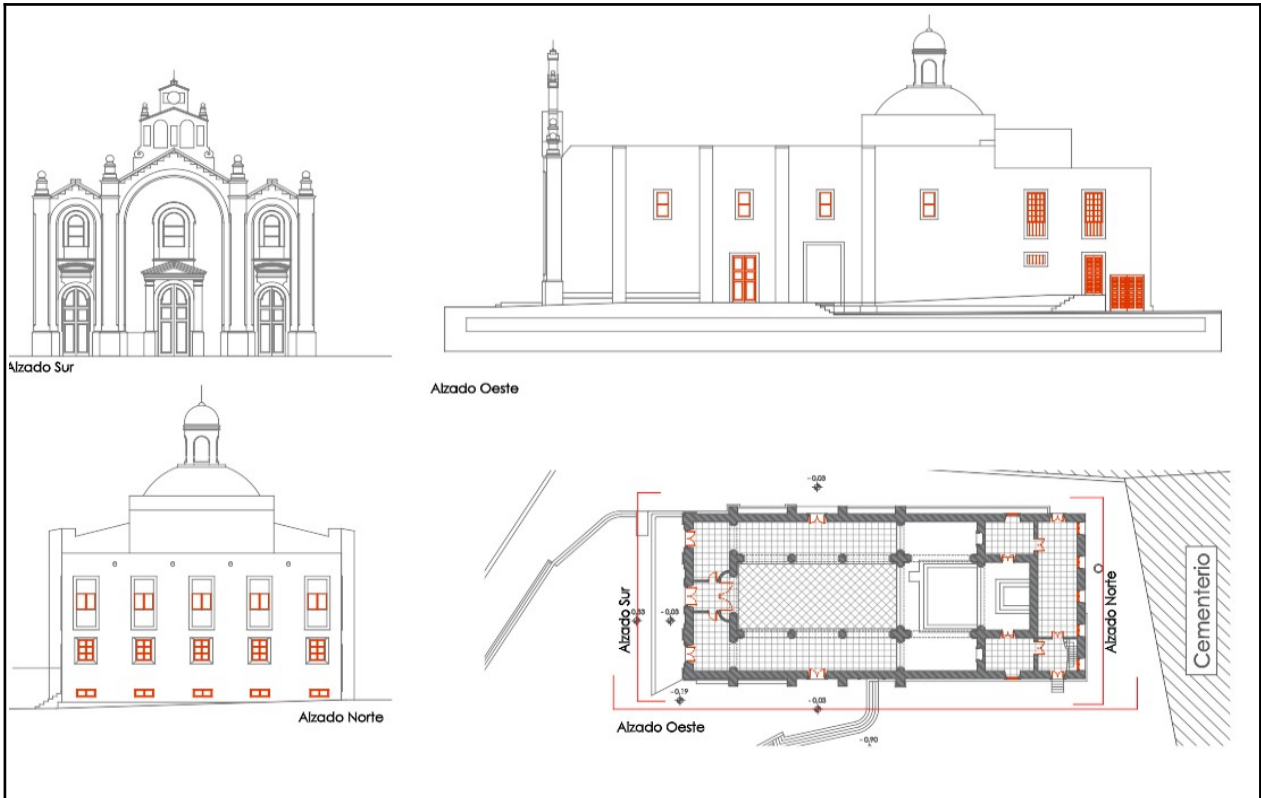 Alzado Sur
Alzado Oeste
Alzado Norte
-0,03
Alzado Sur
-0,03
Alzado Norte
Cementerio
-0,19
-0,03
Alzado Oeste
-0,90